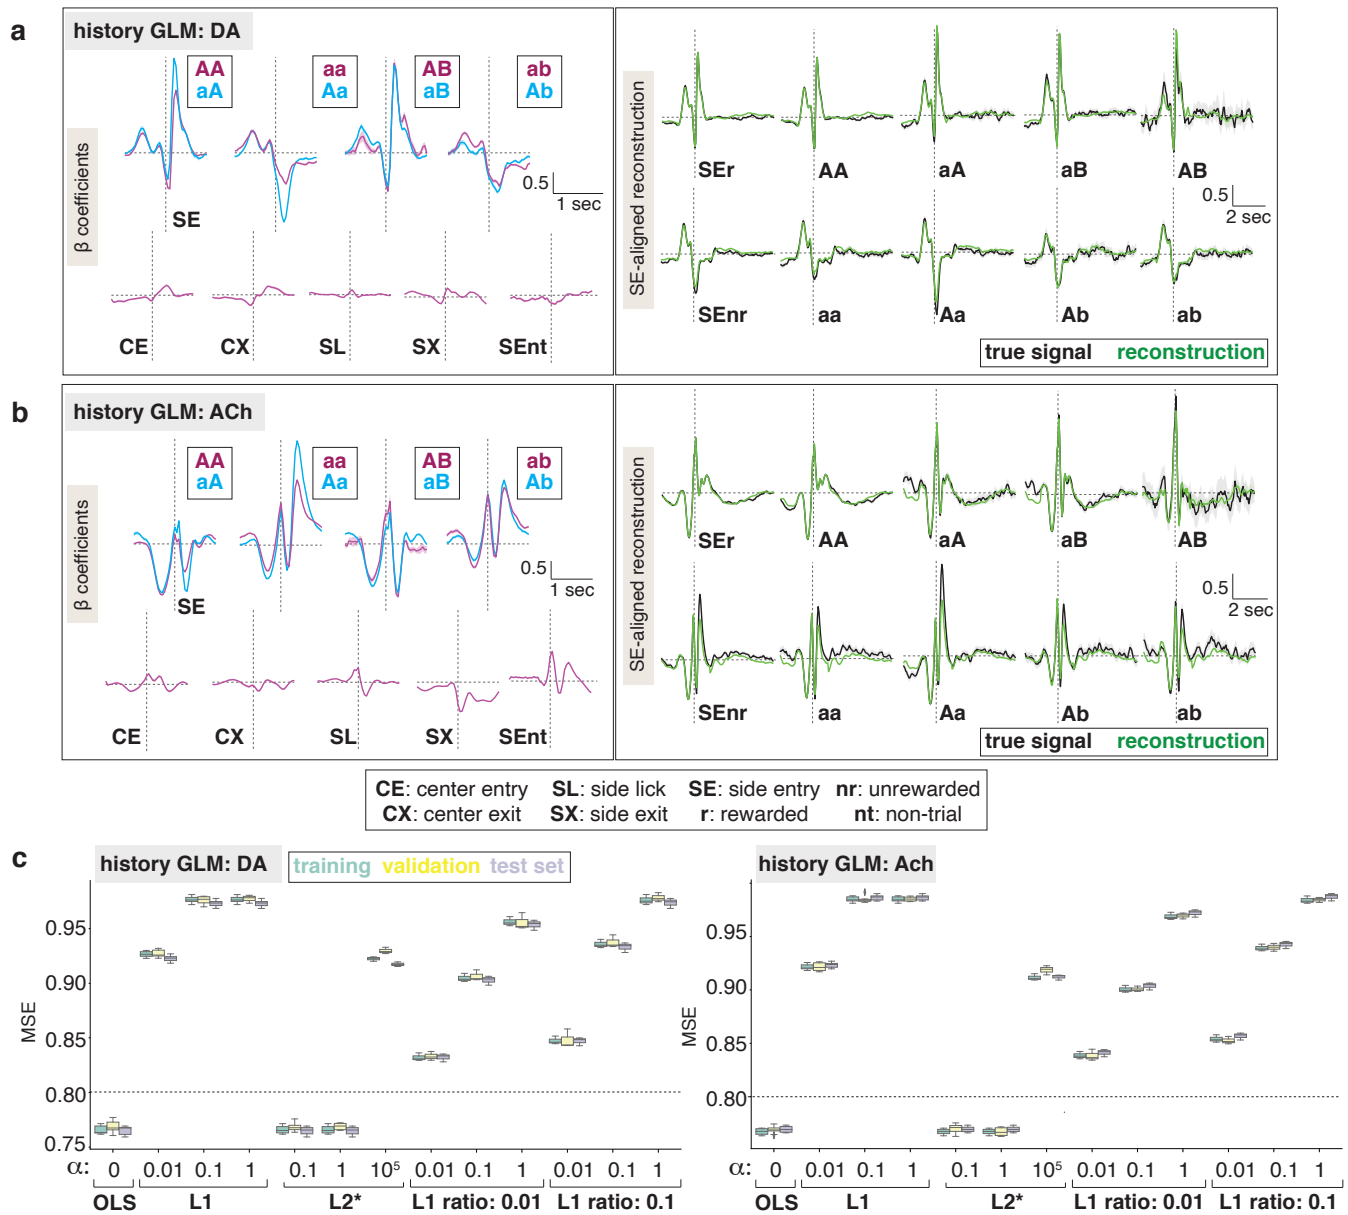 a
history GLM: DA
AA
aA
aa
Aa
AB
aB
ab
Ab
β coefficients
SE
0.5
1 sec
CE
CX
SL
SX
SEnt
SE-aligned reconstruction
SEr
AA
aA
aB
AB
0.5
2 sec
SEnr
aa
Aa
Ab
ab
true signal reconstruction
b
history GLM: ACh
AA
aA
aa
Aa
AB
aB
ab
Ab
β coefficients
SE
0.5
1 sec
CE
CX
SL
SX
SEnt
SE-aligned reconstruction
SEr
AA
aA
aB
AB
0.5
2 sec
SEnr
aa
Aa
Ab
ab
true signal reconstruction
CE: center entry SL: side lick SE: side entry nr: unrewarded
CX: center exit SX: side exit r: rewarded nt: non-trial
c
history GLM: DA
training validation test set
MSE
0.95
0.90
0.85
0.80
0.75
α: 0 0.01 0.1 1 0.1 1 10⁵ 0.01 0.1 1 0.01 0.1 1
OLS L1 L2* L1 ratio: 0.01 L1 ratio: 0.1
history GLM: Ach
MSE
0.95
0.90
0.85
0.80
α: 0 0.01 0.1 1 0.1 1 10⁵ 0.01 0.1 1 0.01 0.1 1
OLS L1 L2* L1 ratio: 0.01 L1 ratio: 0.1